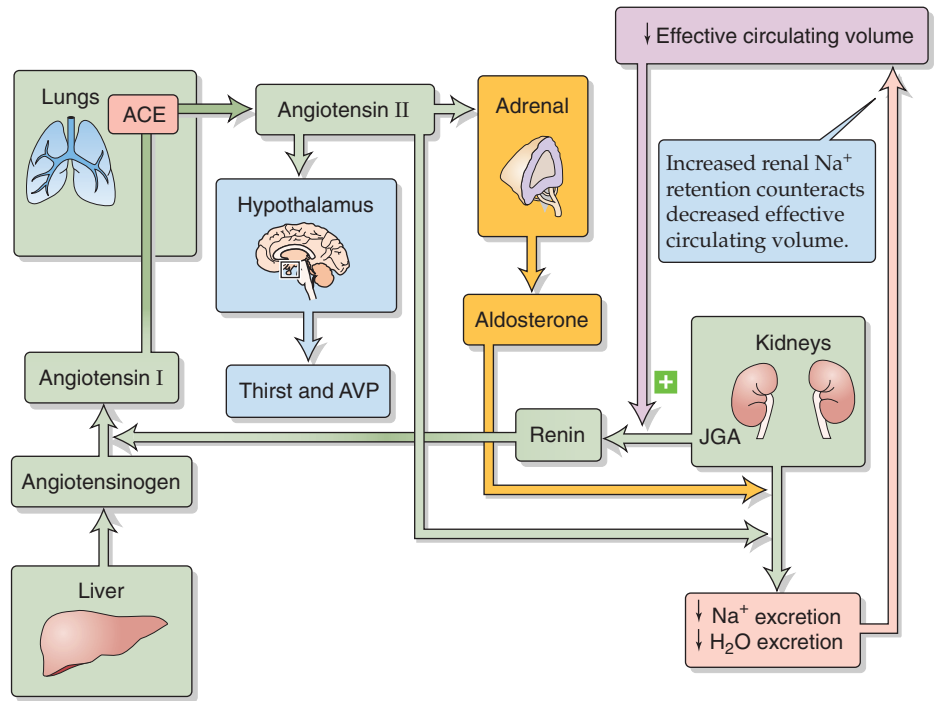 ↓ Effective circulating volume
Lungs
ACE
Angiotensin II
Adrenal
Increased renal Na⁺
retention counteracts
decreased effective
circulating volume.
Hypothalamus
Aldosterone
Kidneys
Angiotensin I
Thirst and AVP
+
Renin
JGA
Angiotensinogen
Liver
↓ Na⁺ excretion
↓ H₂O excretion